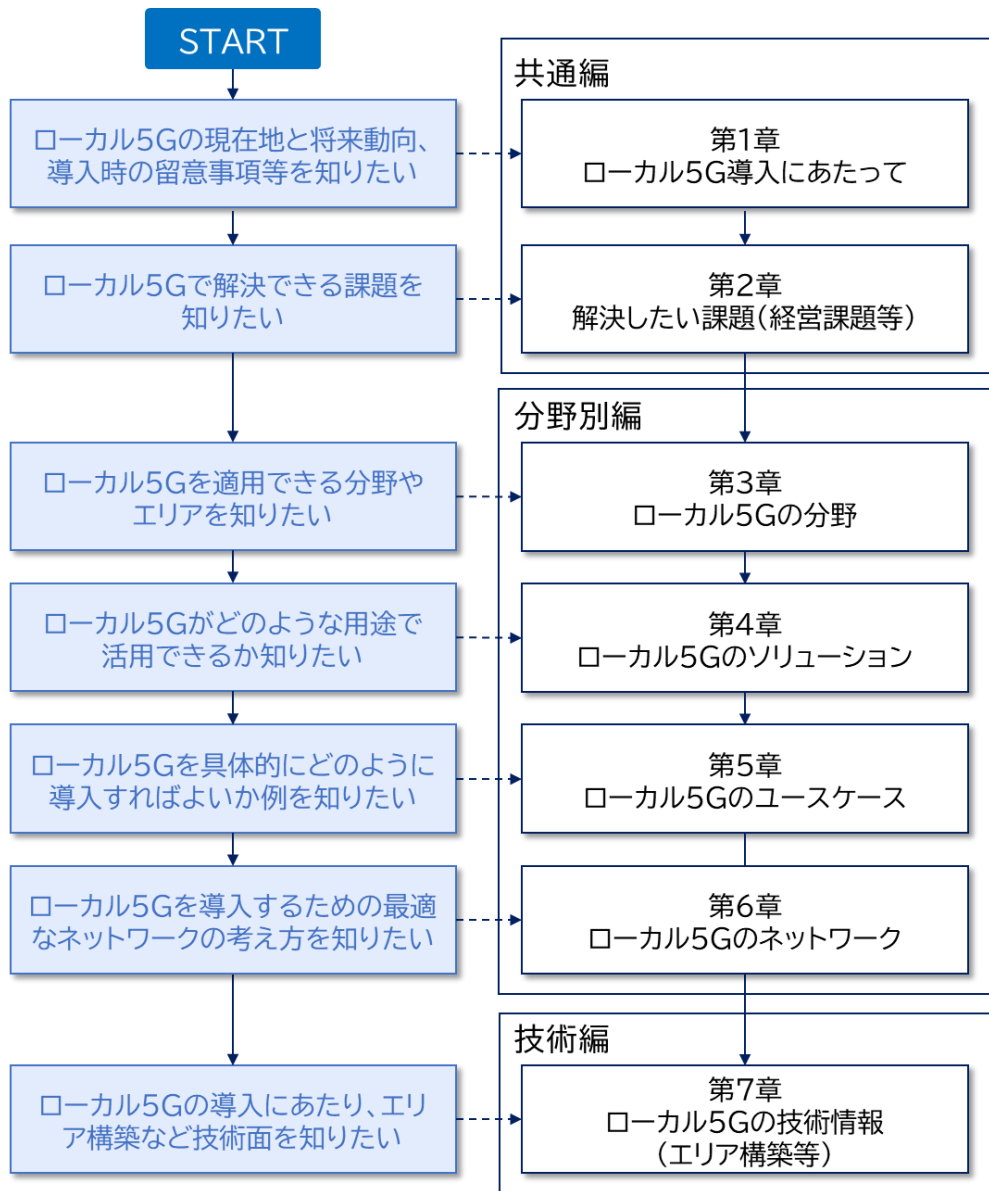 START
共通編
ローカル5Gの現在地と将来動向、
導入時の留意事項等を知りたい
第1章
ローカル5G導入にあたって
ローカル5Gで解決できる課題を
知りたい
第2章
解決したい課題(経営課題等)
分野別編
ローカル5Gを適用できる分野や
エリアを知りたい
第3章
ローカル5Gの分野
ローカル5Gがどのような用途で
活用できるか知りたい
第4章
ローカル5Gのソリューション
ローカル5Gを具体的にどのように
導入すればよいか例を知りたい
第5章
ローカル5Gのユースケース
ローカル5Gを導入するための最適
なネットワークの考え方を知りたい
第6章
ローカル5Gのネットワーク
技術編
ローカル5Gの導入にあたり、エリ
ア構築など技術面を知りたい
第7章
ローカル5Gの技術情報
(エリア構築等)